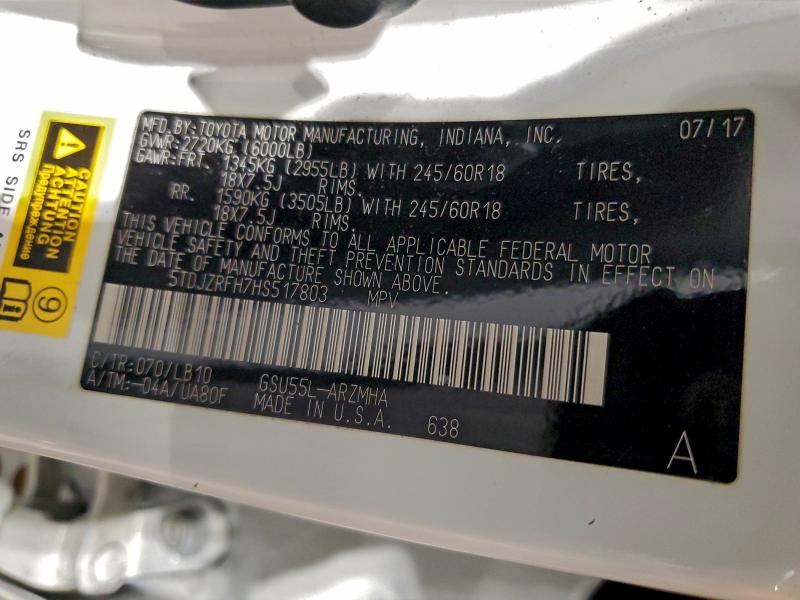 MFD.BY:TOYOTA MOTOR MANUFACTURING, INDIANA, INC. 07/17
GVWR:2720KG(6000LB)
GAWR:FRT. 1345KG(2955LB)WITH 245/60R18 TIRES,
18X7.5J RIMS.
RR. 1590KG(3505LB)WITH 245/60R18 TIRES,
18X7.5J RIMS.
THIS VEHICLE CONFORMS TO ALL APPLICABLE FEDERAL MOTOR
VEHICLE SAFETY AND THEFT PREVENTION STANDARDS IN EFFECT ON
THE DATE OF MANUFACTURE SHOWN ABOVE.
5TDJZRFH7HS517803 MPV
C/TR:070/LB10 GSU55L-ARZMHA
A/TM:-04A/UA80F MADE IN U.S.A. 638
A
CAUTION
ATTENTION
ACHTUNG
Предупреждение
9
i
SRS SIDE